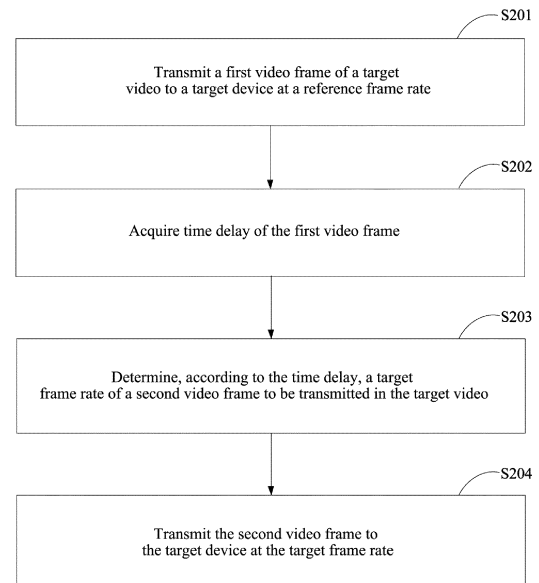 S201
Transmit a first video frame of a target
video to a target device at a reference frame rate
S202
Acquire time delay of the first video frame
S203
Determine, according to the time delay, a target
frame rate of a second video frame to be transmitted in the target video
S204
Transmit the second video frame to
the target device at the target frame rate